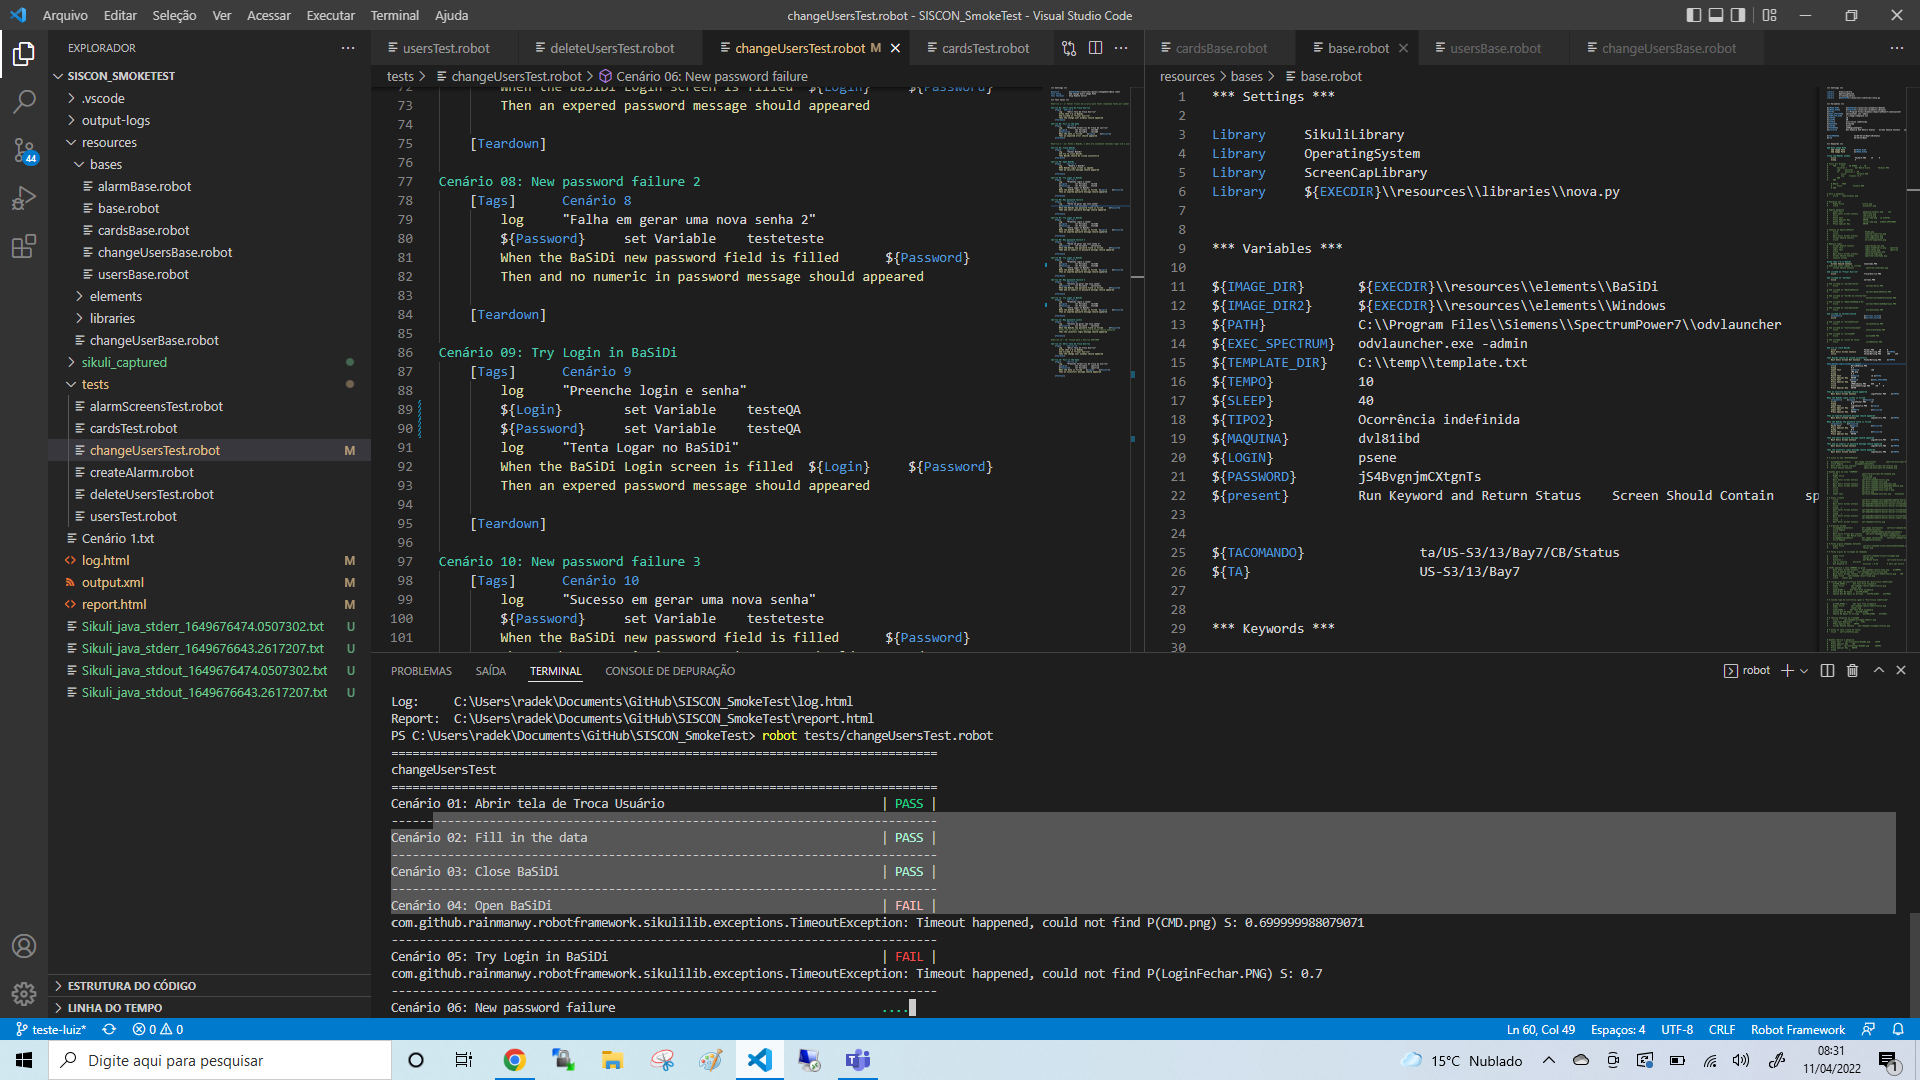 Arquivo Editar Seleção Ver Acessar Executar Terminal Ajuda
changeUsersTest.robot - SISCON_SmokeTest - Visual Studio Code
EXPLORADOR
SISCON_SMOKETEST
.vscode
output-logs
resources
bases
alarmBase.robot
base.robot
cardsBase.robot
changeUsersBase.robot
usersBase.robot
elements
libraries
changeUserBase.robot
sikuli_captured
tests
alarmScreensTest.robot
cardsTest.robot
changeUsersTest.robot M
createAlarm.robot
deleteUsersTest.robot
usersTest.robot
Cenário 1.txt
log.html M
output.xml M
report.html M
Sikuli_java_stderr_1649676474.0507302.txt U
Sikuli_java_stderr_1649676643.2617207.txt U
Sikuli_java_stdout_1649676474.0507302.txt U
Sikuli_java_stdout_1649676643.2617207.txt U
ESTRUTURA DO CÓDIGO
LINHA DO TEMPO
44
usersTest.robot deleteUsersTest.robot changeUsersTest.robot M cardsTest.robot
tests > changeUsersTest.robot > Cenário 06: New password failure
72 When the BaSiDi Login screen is filled ${Login} ${Password}
73 Then an expered password message should appeared
74
75 [Teardown]
76
77 Cenário 08: New password failure 2
78 [Tags] Cenário 8
79 log "Falha em gerar uma nova senha 2"
80 ${Password} set Variable testeteste
81 When the BaSiDi new password field is filled ${Password}
82 Then and no numeric in password message should appeared
83
84 [Teardown]
85
86 Cenário 09: Try Login in BaSiDi
87 [Tags] Cenário 9
88 log "Preenche login e senha"
89 ${Login} set Variable testeQA
90 ${Password} set Variable testeQA
91 log "Tenta Logar no BaSiDi"
92 When the BaSiDi Login screen is filled ${Login} ${Password}
93 Then an expered password message should appeared
94
95 [Teardown]
96
97 Cenário 10: New password failure 3
98 [Tags] Cenário 10
99 log "Sucesso em gerar uma nova senha"
100 ${Password} set Variable testeteste
101 When the BaSiDi new password field is filled ${Password}
cardsBase.robot base.robot usersBase.robot changeUsersBase.robot
resources > bases > base.robot
1 *** Settings ***
2
3 Library SikuliLibrary
4 Library OperatingSystem
5 Library ScreenCapLibrary
6 Library ${EXECDIR}\\resources\\libraries\\nova.py
7
8
9 *** Variables ***
10
11 ${IMAGE_DIR} ${EXECDIR}\\resources\\elements\\BaSiDi
12 ${IMAGE_DIR2} ${EXECDIR}\\resources\\elements\\Windows
13 ${PATH} C:\\Program Files\\Siemens\\SpectrumPower7\\odvlauncher
14 ${EXEC_SPECTRUM} odvlauncher.exe -admin
15 ${TEMPLATE_DIR} C:\\temp\\template.txt
16 ${TEMPO} 10
17 ${SLEEP} 40
18 ${TIPO2} Ocorrência indefinida
19 ${MAQUINA} dvl81ibd
20 ${LOGIN} psene
21 ${PASSWORD} jS4BvgnjmCXtgnTs
22 ${present} Run Keyword and Return Status Screen Should Contain sp
23
24
25 ${TACOMANDO} ta/US-S3/13/Bay7/CB/Status
26 ${TA} US-S3/13/Bay7
27
28
29 *** Keywords ***
30
PROBLEMAS SAÍDA TERMINAL CONSOLE DE DEPURAÇÃO
robot
Log: C:\Users\radek\Documents\GitHub\SISCON_SmokeTest\log.html
Report: C:\Users\radek\Documents\GitHub\SISCON_SmokeTest\report.html
PS C:\Users\radek\Documents\GitHub\SISCON_SmokeTest> robot tests/changeUsersTest.robot
==============================================================================
changeUsersTest
==============================================================================
Cenário 01: Abrir tela de Troca Usuário | PASS |
------------------------------------------------------------------------------
Cenário 02: Fill in the data | PASS |
------------------------------------------------------------------------------
Cenário 03: Close BaSiDi | PASS |
------------------------------------------------------------------------------
Cenário 04: Open BaSiDi | FAIL |
com.github.rainmanwy.robotframework.sikulilib.exceptions.TimeoutException: Timeout happened, could not find P(CMD.png) S: 0.699999988079071
------------------------------------------------------------------------------
Cenário 05: Try Login in BaSiDi | FAIL |
com.github.rainmanwy.robotframework.sikulilib.exceptions.TimeoutException: Timeout happened, could not find P(LoginFechar.PNG) S: 0.7
------------------------------------------------------------------------------
Cenário 06: New password failure ....
teste-luiz* 0 0
Ln 60, Col 49 Espaços: 4 UTF-8 CRLF Robot Framework
Digite aqui para pesquisar
15°C Nublado
08:31
11/04/2022
1